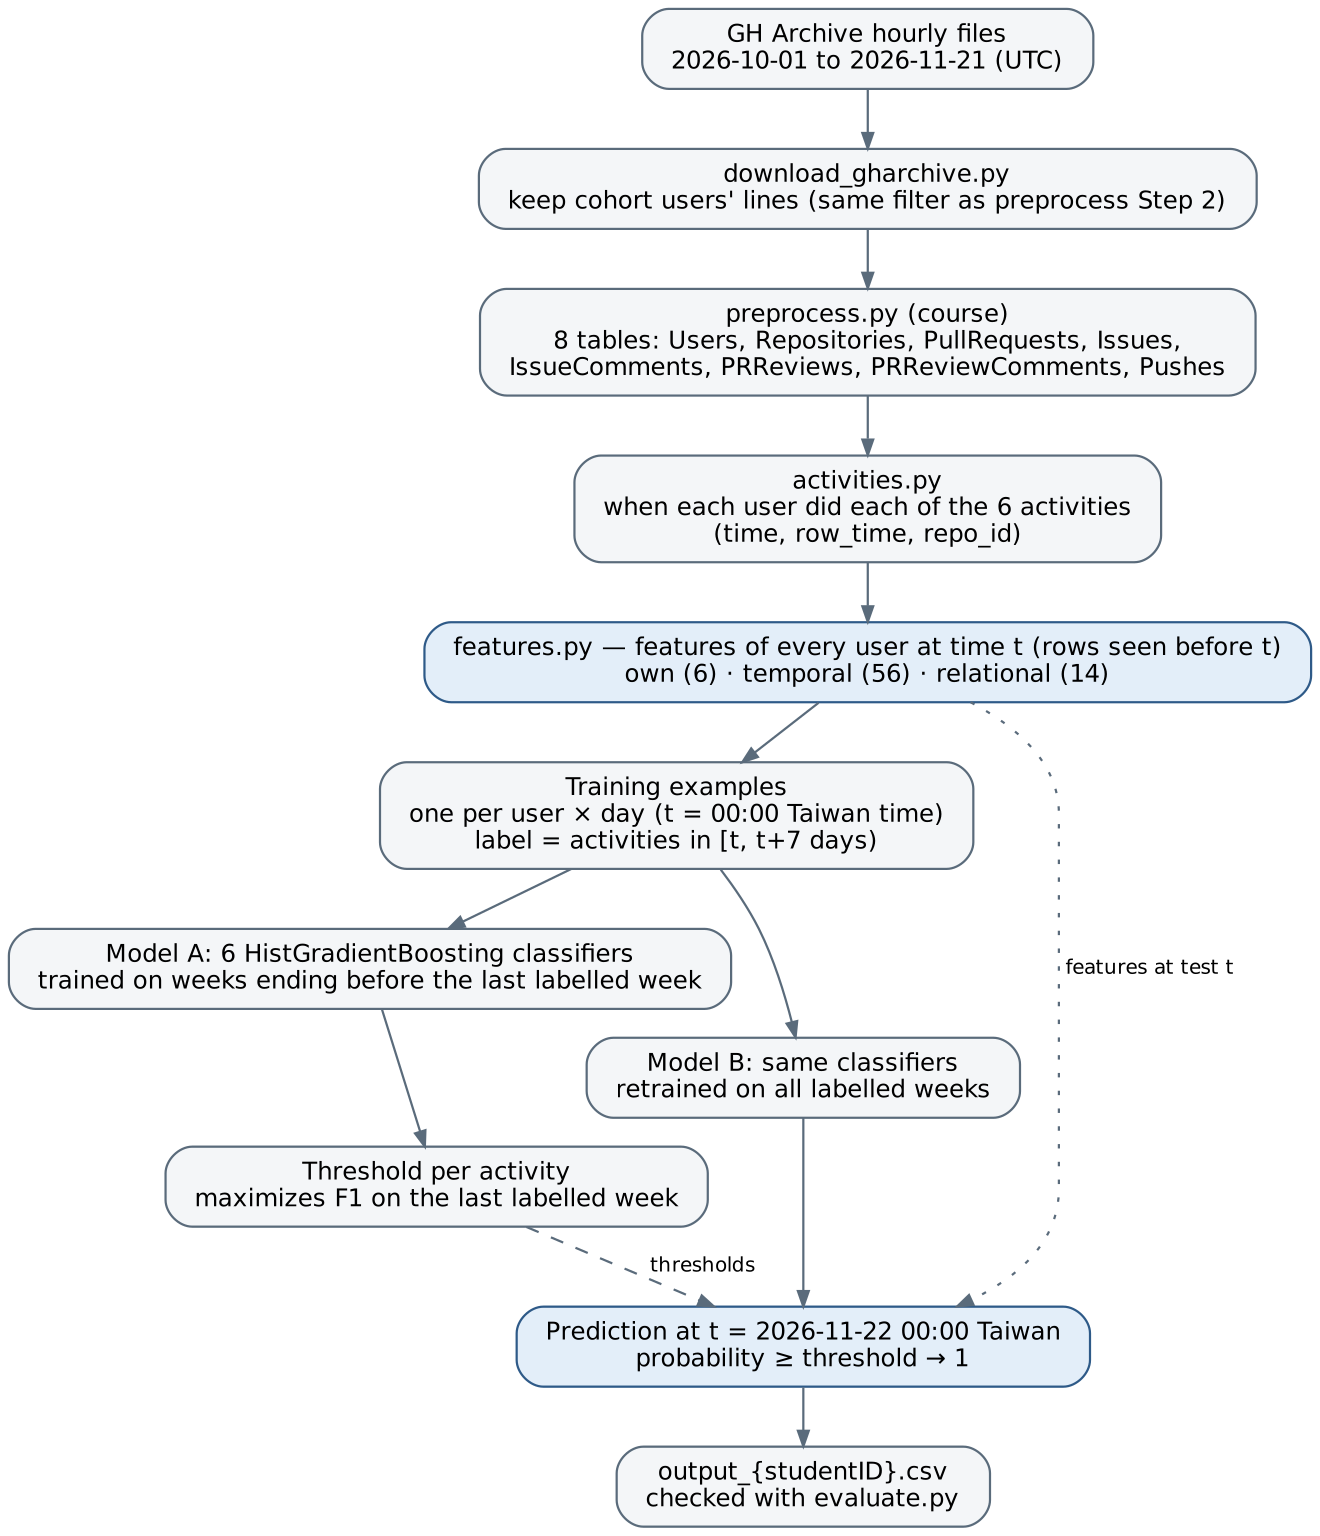 GH Archive hourly files
2026-10-01 to 2026-11-21 (UTC)
download_gharchive.py
keep cohort users' lines (same filter as preprocess Step 2)
preprocess.py (course)
8 tables: Users, Repositories, PullRequests, Issues,
IssueComments, PRReviews, PRReviewComments, Pushes
activities.py
when each user did each of the 6 activities
(time, row_time, repo_id)
features.py — features of every user at time t (rows seen before t)
own (6) · temporal (56) · relational (14)
Training examples
one per user × day (t = 00:00 Taiwan time)
label = activities in [t, t+7 days)
Model A: 6 HistGradientBoosting classifiers
trained on weeks ending before the last labelled week
features at test t
Model B: same classifiers
retrained on all labelled weeks
Threshold per activity
maximizes F1 on the last labelled week
thresholds
Prediction at t = 2026-11-22 00:00 Taiwan
probability ≥ threshold → 1
output_{studentID}.csv
checked with evaluate.py